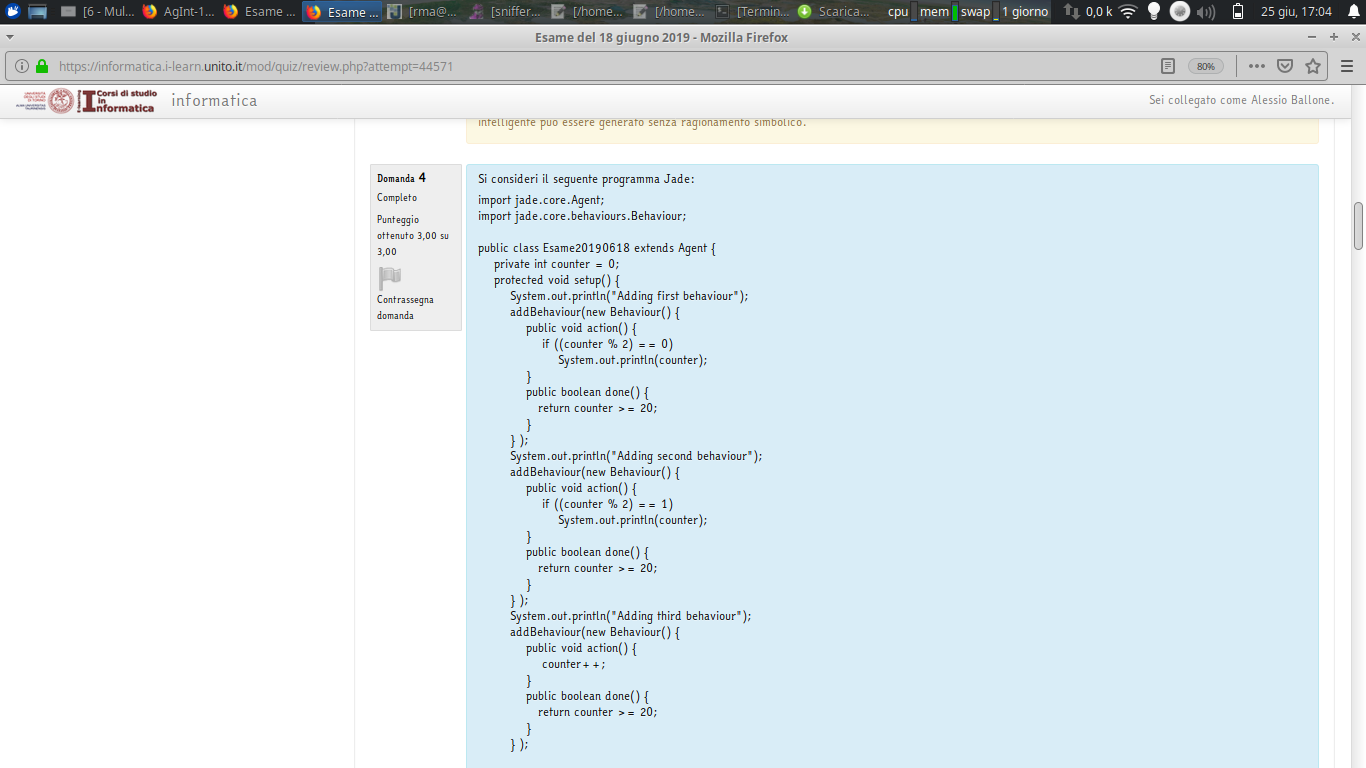 [6 - Mul... AgInt-1... Esame ... Esame ... [rma@... [sniffer... [/home... [/home... [Termin... Scarica... cpu mem swap 1 giorno 0,0 k 25 giu, 17:04
Esame del 18 giugno 2019 - Mozilla Firefox
https://informatica.i-learn.unito.it/mod/quiz/review.php?attempt=44571 80%
Corsi di studio in Informatica informatica Sei collegato come Alessio Ballone.
intelligente può essere generato senza ragionamento simbolico.
Domanda 4
Completo
Punteggio
ottenuto 3,00 su
3,00
Contrassegna
domanda
Si consideri il seguente programma Jade:
import jade.core.Agent;
import jade.core.behaviours.Behaviour;
public class Esame20190618 extends Agent {
private int counter = 0;
protected void setup() {
System.out.println("Adding first behaviour");
addBehaviour(new Behaviour() {
public void action() {
if ((counter % 2) == 0)
System.out.println(counter);
}
public boolean done() {
return counter >= 20;
}
} );
System.out.println("Adding second behaviour");
addBehaviour(new Behaviour() {
public void action() {
if ((counter % 2) == 1)
System.out.println(counter);
}
public boolean done() {
return counter >= 20;
}
} );
System.out.println("Adding third behaviour");
addBehaviour(new Behaviour() {
public void action() {
counter++;
}
public boolean done() {
return counter >= 20;
}
} );